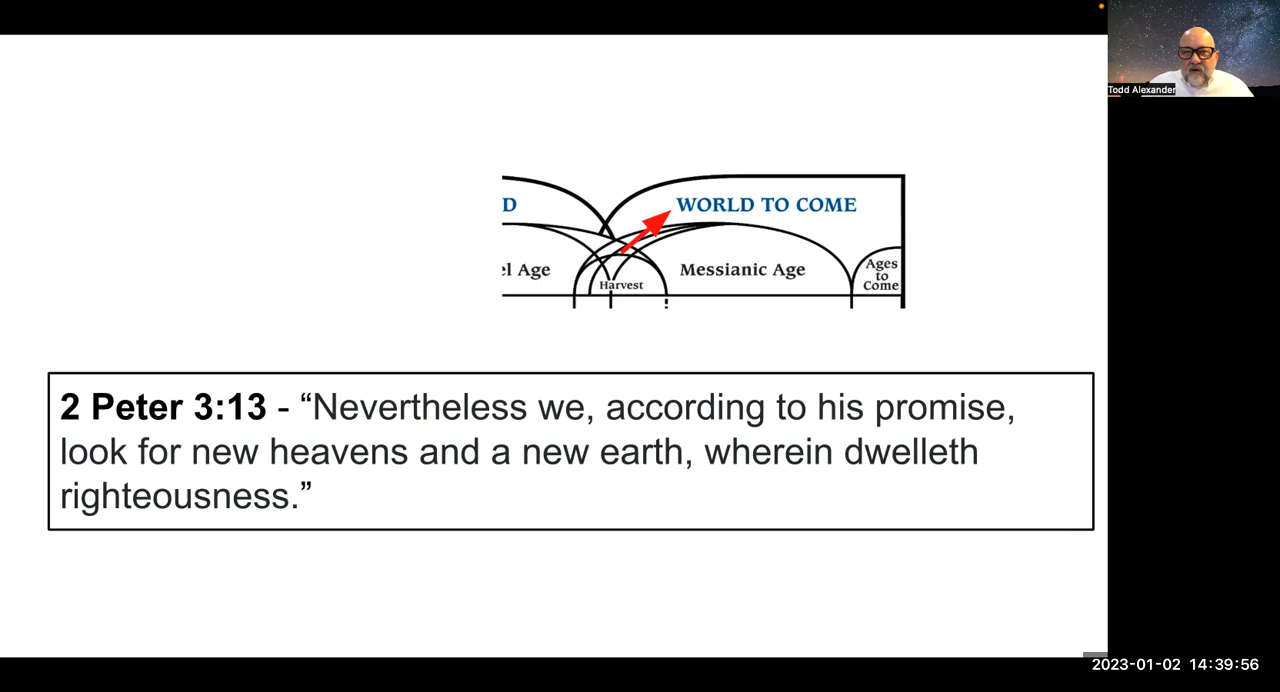 Todd Alexander
D
WORLD TO COME
el Age
Harvest
Messianic Age
Ages
to
Come
2 Peter 3:13 - “Nevertheless we, according to his promise,
look for new heavens and a new earth, wherein dwelleth
righteousness.”
2023-01-02 14:39:56